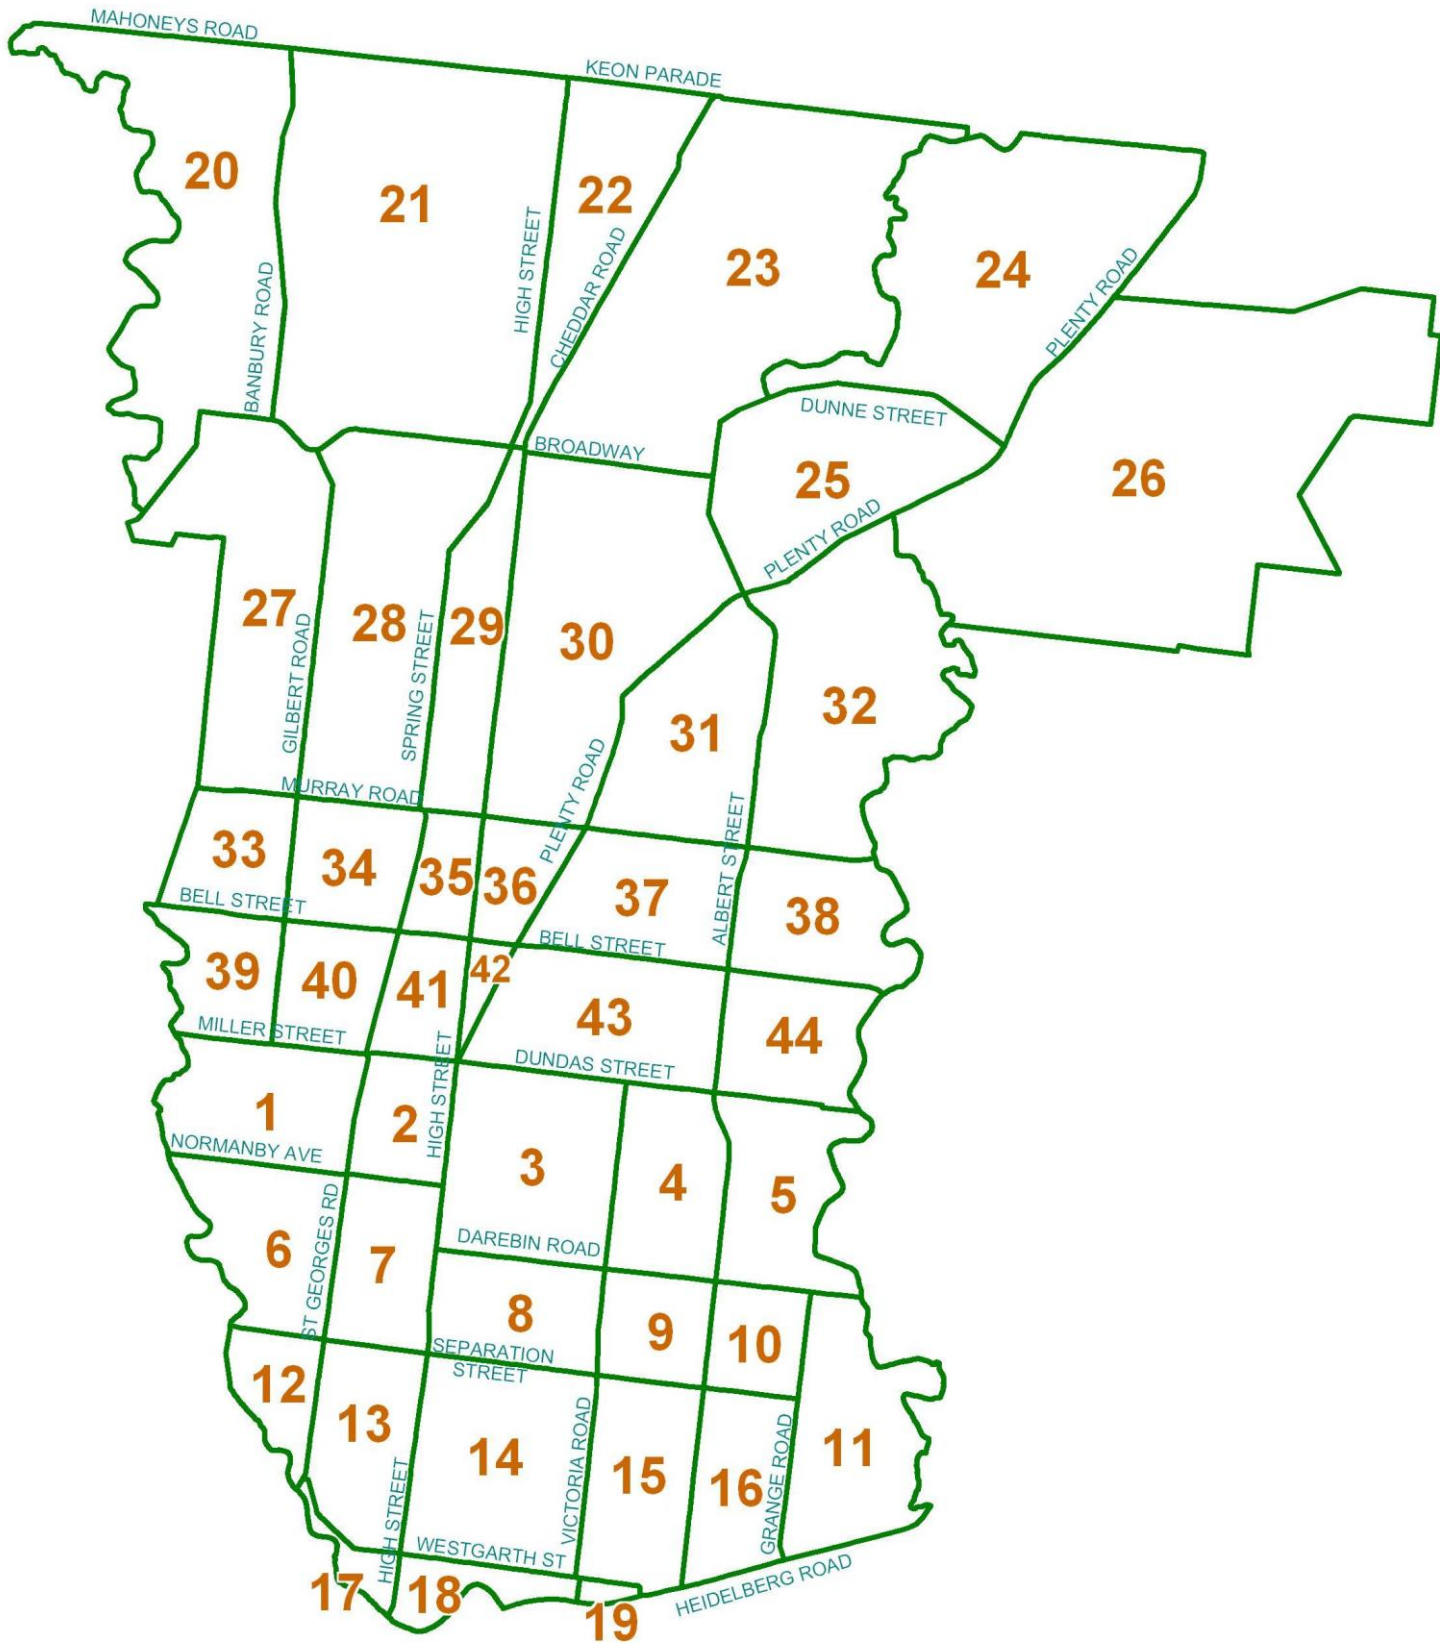 MAHONEYS ROAD
KEON PARADE
20
21
22
23
24
HIGH STREET
CHEDDAR ROAD
BANBURY ROAD
PLENTY ROAD
DUNNE STREET
BROADWAY
25
26
PLENTY ROAD
27
28
29
30
31
32
GILBERT ROAD
SPRING STREET
PLENTY ROAD
MURRAY ROAD
ALBERT STREET
33
34
35
36
37
38
BELL STREET
BELL STREET
39
40
41
42
43
44
MILLER STREET
HIGH STREET
DUNDAS STREET
1
2
3
4
5
NORMANBY AVE
ST GEORGES RD
DAREBIN ROAD
6
7
8
9
10
SEPARATION
STREET
12
13
14
15
16
11
HIGH STREET
VICTORIA ROAD
GRANGE ROAD
WESTGARTH ST
HEIDELBERG ROAD
17
18
19